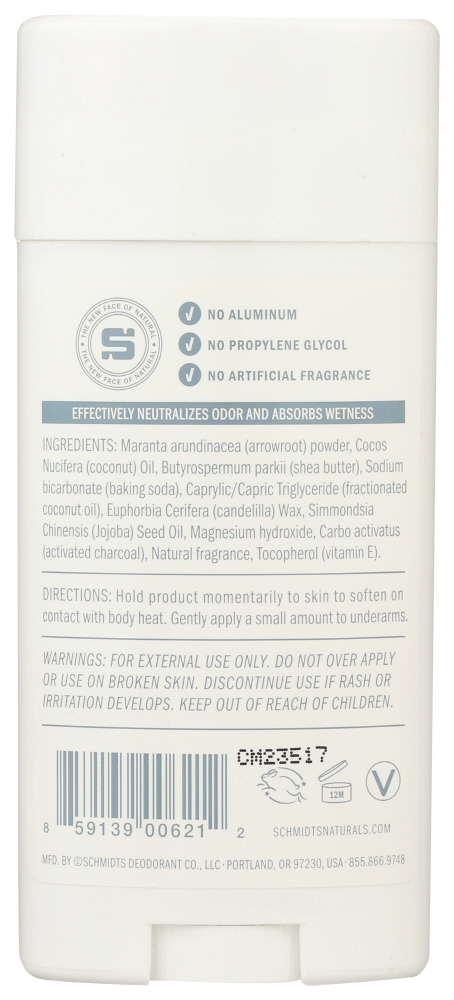 THE NEW FACE OF NATURAL • THE NEW FACE OF NATURAL •
S
NO ALUMINUM
NO PROPYLENE GLYCOL
NO ARTIFICIAL FRAGRANCE
EFFECTIVELY NEUTRALIZES ODOR AND ABSORBS WETNESS
INGREDIENTS: Maranta arundinacea (arrowroot) powder, Cocos
Nucifera (coconut) Oil, Butyrospermum parkii (shea butter), Sodium
bicarbonate (baking soda), Caprylic/Capric Triglyceride (fractionated
coconut oil), Euphorbia Cerifera (candelilla) Wax, Simmondsia
Chinensis (Jojoba) Seed Oil, Magnesium hydroxide, Carbo activatus
(activated charcoal), Natural fragrance, Tocopherol (vitamin E).
DIRECTIONS: Hold product momentarily to skin to soften on
contact with body heat. Gently apply a small amount to underarms.
WARNINGS: FOR EXTERNAL USE ONLY. DO NOT OVER APPLY
OR USE ON BROKEN SKIN. DISCONTINUE USE IF RASH OR
IRRITATION DEVELOPS. KEEP OUT OF REACH OF CHILDREN.
CM23517
12M
V
8 59139 00621 2
SCHMIDTSNATURALS.COM
MFD. BY ©SCHMIDTS DEODORANT CO., LLC · PORTLAND, OR 97230, USA · 855.866.9748